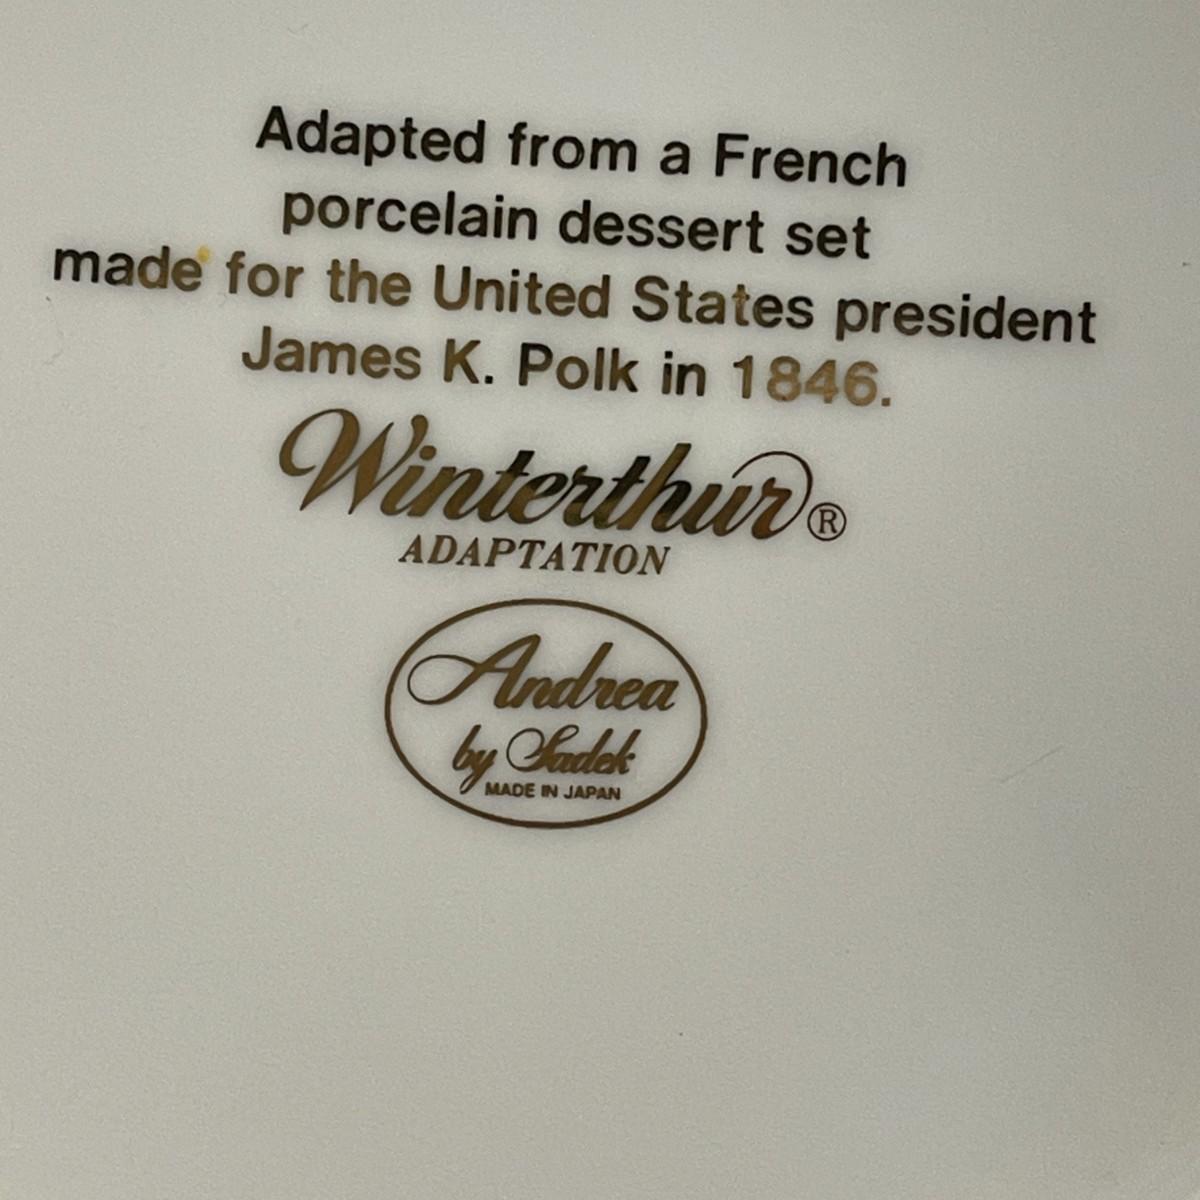 Adapted from a French
porcelain dessert set
made for the United States president
James K. Polk in 1846.
Winterthur®
ADAPTATION
Andrea
by Sadek
MADE IN JAPAN